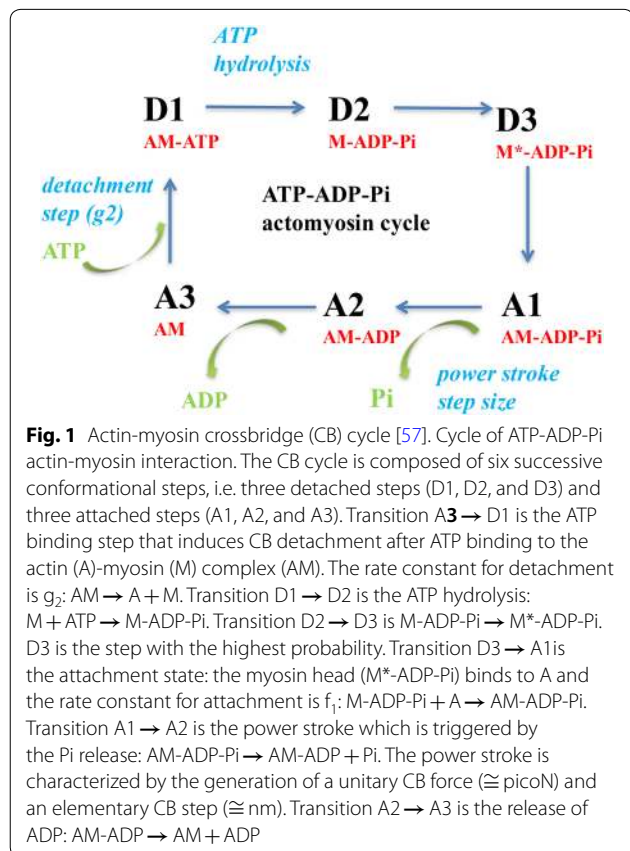 ATP
hydrolysis
D1
D2
D3
AM-ATP
M-ADP-Pi
M*-ADP-Pi
detachment
step (g2)
ATP-ADP-Pi
actomyosin cycle
ATP
A3
A2
A1
AM
AM-ADP
AM-ADP-Pi
ADP
Pi
power stroke
step size
Fig. 1 Actin-myosin crossbridge (CB) cycle [57]. Cycle of ATP-ADP-Pi
actin-myosin interaction. The CB cycle is composed of six successive
conformational steps, i.e. three detached steps (D1, D2, and D3) and
three attached steps (A1, A2, and A3). Transition A3 → D1 is the ATP
binding step that induces CB detachment after ATP binding to the
actin (A)-myosin (M) complex (AM). The rate constant for detachment
is g₂: AM → A + M. Transition D1 → D2 is the ATP hydrolysis:
M + ATP → M-ADP-Pi. Transition D2 → D3 is M-ADP-Pi → M*-ADP-Pi.
D3 is the step with the highest probability. Transition D3 → A1is
the attachment state: the myosin head (M*-ADP-Pi) binds to A and
the rate constant for attachment is f₁: M-ADP-Pi + A → AM-ADP-Pi.
Transition A1 → A2 is the power stroke which is triggered by
the Pi release: AM-ADP-Pi → AM-ADP + Pi. The power stroke is
characterized by the generation of a unitary CB force (≅ picoN) and
an elementary CB step (≅ nm). Transition A2 → A3 is the release of
ADP: AM-ADP → AM + ADP